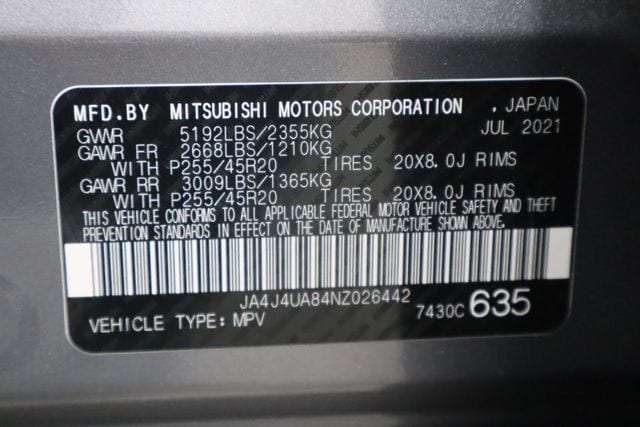 MFD.BY MITSUBISHI MOTORS CORPORATION , JAPAN
GVWR 5192LBS/2355KG JUL 2021
GAWR FR 2668LBS/1210KG
WITH P255/45R20 TIRES 20X8.0J RIMS
GAWR RR 3009LBS/1365KG
WITH P255/45R20 TIRES 20X8.0J RIMS
THIS VEHICLE CONFORMS TO ALL APPLICABLE FEDERAL MOTOR VEHICLE SAFETY AND THEFT
PREVENTION STANDARDS IN EFFECT ON THE DATE OF MANUFACTURE SHOWN ABOVE.
JA4J4UA84NZ026442
VEHICLE TYPE:MPV 7430C 635